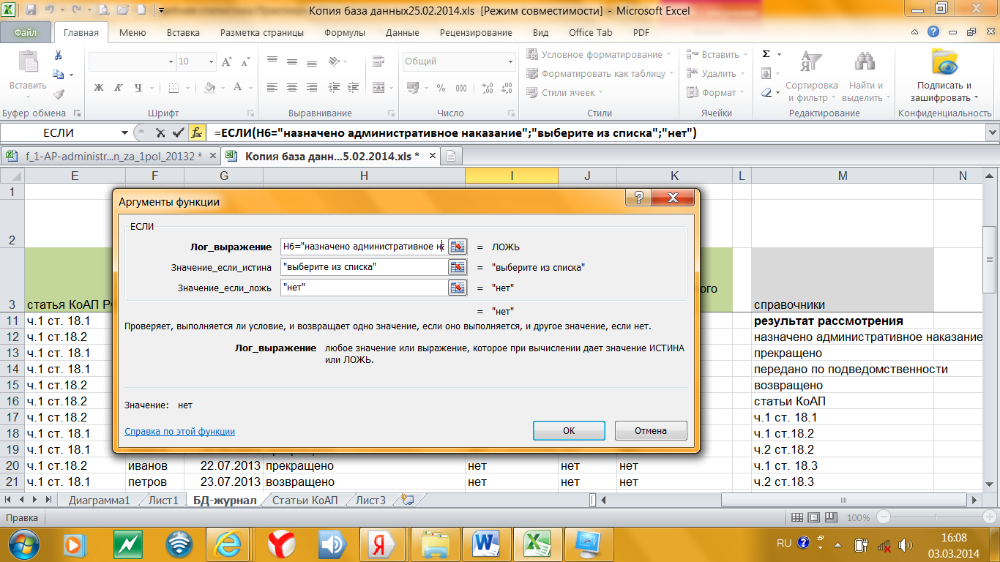 Копия база данных25.02.2014.xls [Режим совместимости] - Microsoft Excel
Файл Главная Меню Вставка Разметка страницы Формулы Данные Рецензирование Вид Office Tab PDF
Вставить
10
Общий
Ж К Ч
% 000
Условное форматирование
Форматировать как таблицу
Стили ячеек
Вставить
Удалить
Формат
Σ
Сортировка и фильтр
Найти и выделить
Подписать и зашифровать
Буфер обмена Шрифт Выравнивание Число Стили Ячейки Редактирование Конфиденциальность
ЕСЛИ fx =ЕСЛИ(H6="назначено административное наказание";"выберите из списка";"нет")
f_1-AP-administr...n_za_1pol_20132 * Копия база данн...5.02.2014.xls *
E F G H I J K L M N
1
2
3 статья КоАП РФ ого справочники
Аргументы функции
ЕСЛИ
Лог_выражение H6="назначено административное на = ЛОЖЬ
Значение_если_истина "выберите из списка" = "выберите из списка"
Значение_если_ложь "нет" = "нет"
= "нет"
Проверяет, выполняется ли условие, и возвращает одно значение, если оно выполняется, и другое значение, если нет.
Лог_выражение любое значение или выражение, которое при вычислении дает значение ИСТИНА
или ЛОЖЬ.
Значение: нет
Справка по этой функции
ОК Отмена
11 ч.1 ст. 18.1 результат рассмотрения
12 ч.1 ст.18.2 назначено административное наказание
13 ч.1 ст. 18.1 прекращено
14 ч.1 ст. 18.1 передано по подведомственности
15 ч.1 ст.18.2 возвращено
16 ч.1 ст.18.2 статьи КоАП
17 ч.1 ст.18.2 ч.1 ст. 18.1
18 ч.1 ст. 18.1 ч.1 ст.18.2
19 ч.1 ст. 18.1 ч.2 ст.18.2
20 ч.1 ст.18.2 иванов 22.07.2013 прекращено нет нет нет ч.1 ст. 18.3
21 ч.1 ст. 18.1 петров 23.07.2013 возвращено нет нет нет ч.2 ст.18.3
Диаграмма1 Лист1 БД-журнал Статьи КоАП Лист3
Правка 100%
RU 16:08
03.03.2014